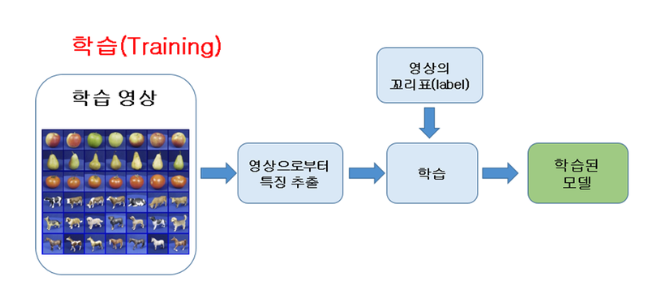 학습(Training)
학습 영상
영상으로부터
특징 추출
영상의
꼬리표(label)
학습
학습된
모델